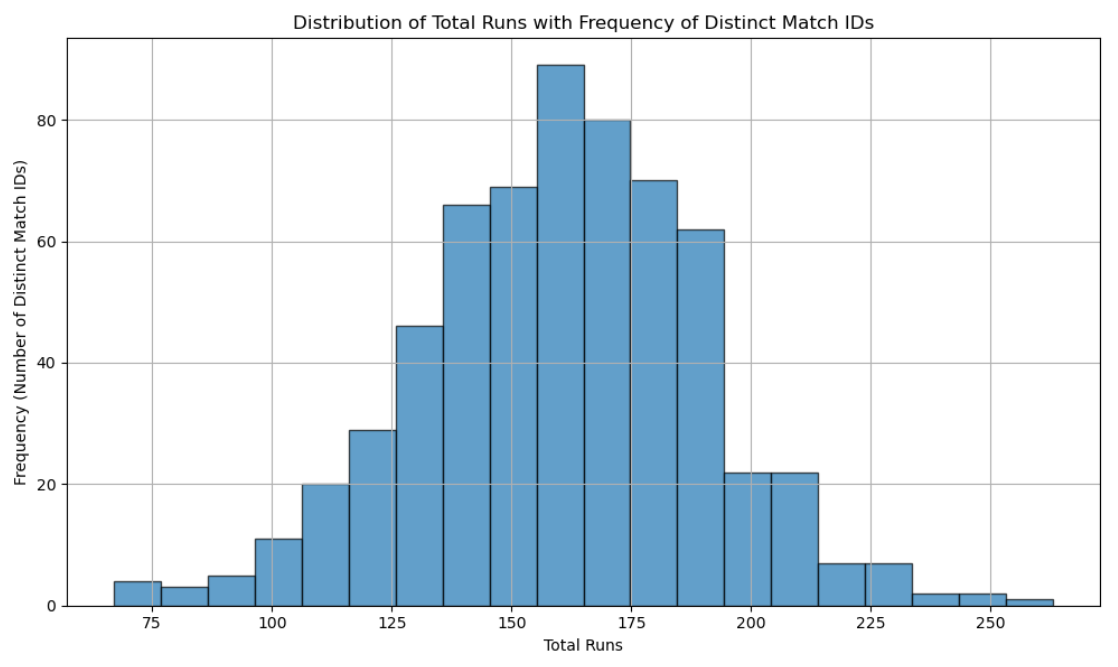 Distribution of Total Runs with Frequency of Distinct Match IDs
Frequency (Number of Distinct Match IDs)
80
60
40
20
0
75 100 125 150 175 200 225 250
Total Runs